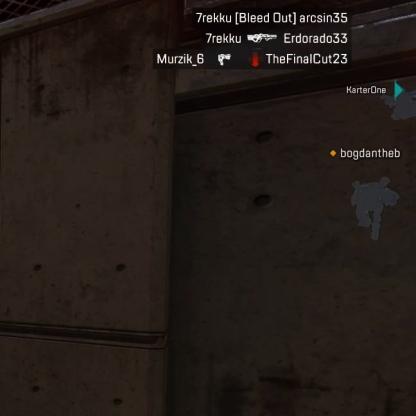 7rekku [Bleed Out] arcsin35
7rekku Erdorado33
Murzik_6 TheFinalCut23
KarterOne
bogdantheb